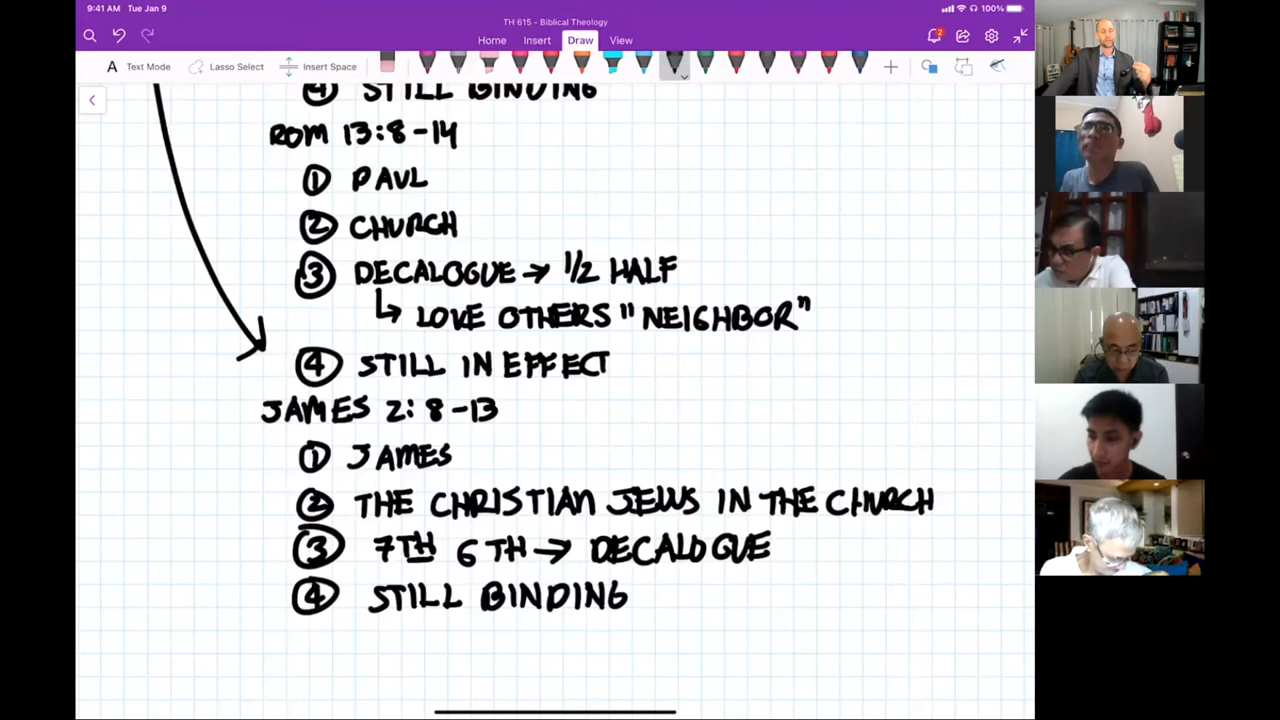 9:41 AM Tue Jan 9
100%
TH 615 - Biblical Theology
Home Insert Draw View
2
Text Mode Lasso Select Insert Space
④ STILL BINDING
ROM 13:8-14
① PAUL
② CHURCH
③ DECALOGUE → 1/2 HALF
↳ LOVE OTHERS "NEIGHBOR"
④ STILL IN EFFECT
JAMES 2:8-13
① JAMES
② THE CHRISTIAN JEWS IN THE CHURCH
③ 7TH 6TH → DECALOGUE
④ STILL BINDING